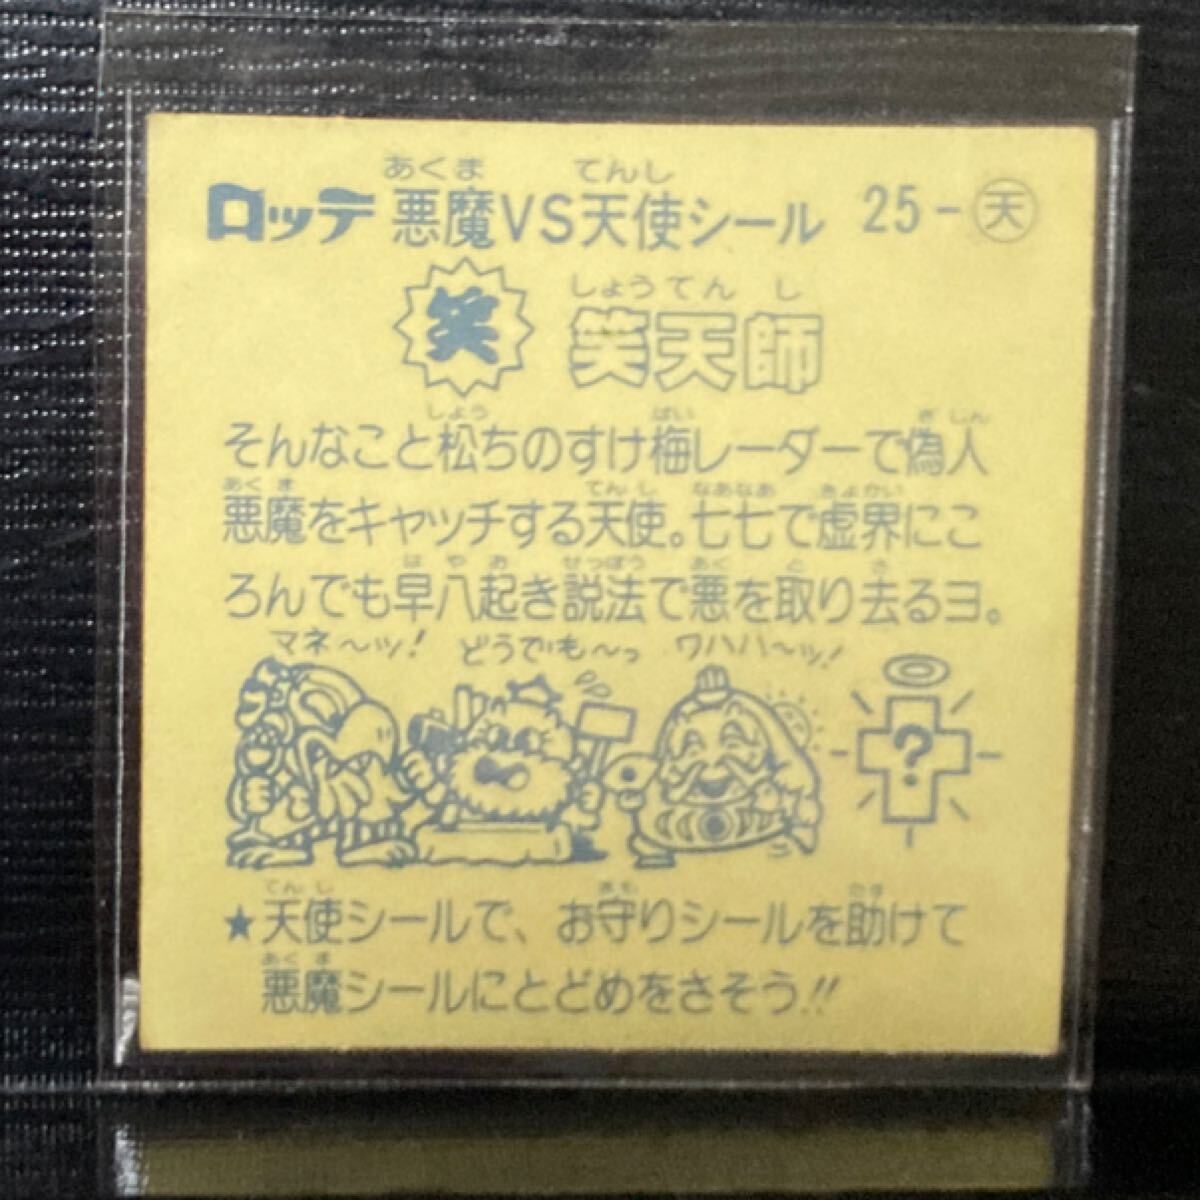 あくま てんし
ロッテ 悪魔VS天使シール 25-天
しょうてんし
笑 笑天師
しょう ばい ぎじん
そんなこと松ちのすけ梅レーダーで偽人
あくま てんし なあなあ きょかい
悪魔をキャッチする天使。七七で虚界にこ
はやお せっぽう あく と さ
ろんでも早八起き説法で悪を取り去るヨ。
マネ〜ッ! どうでも〜っ ワハハ〜ッ!
?
てんし まも たす
★天使シールで、お守りシールを助けて
あくま
悪魔シールにとどめをさそう!!